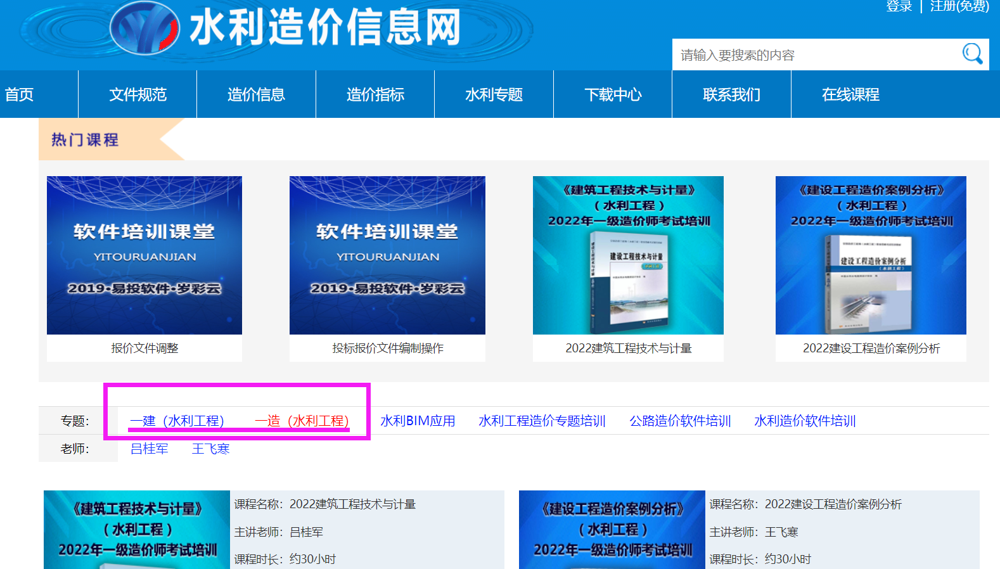 水利造价信息网
登录 | 注册(免费)
请输入要搜索的内容
首页 文件规范 造价信息 造价指标 水利专题 下载中心 联系我们 在线课程
热门课程
软件培训课堂
YITOURUANJIAN
2019·易投软件·岁彩云
报价文件调整
软件培训课堂
YITOURUANJIAN
2019·易投软件·岁彩云
投标报价文件编制操作
《建筑工程技术与计量》
（水利工程）
2022年一级造价师考试培训
建设工程技术与计量
2022建筑工程技术与计量
《建设工程造价案例分析》
（水利工程）
2022年一级造价师考试培训
建设工程造价案例分析
（水利工程）
2022建设工程造价案例分析
专题： 一建（水利工程） 一造（水利工程） 水利BIM应用 水利工程造价专题培训 公路造价软件培训 水利造价软件培训
老师： 吕桂军 王飞寒
《建筑工程技术与计量》
（水利工程）
2022年一级造价师考试培训
课程名称：2022建筑工程技术与计量
主讲老师：吕桂军
课程时长：约30小时
《建设工程造价案例分析》
（水利工程）
2022年一级造价师考试培训
课程名称：2022建设工程造价案例分析
主讲老师：王飞寒
课程时长：约30小时